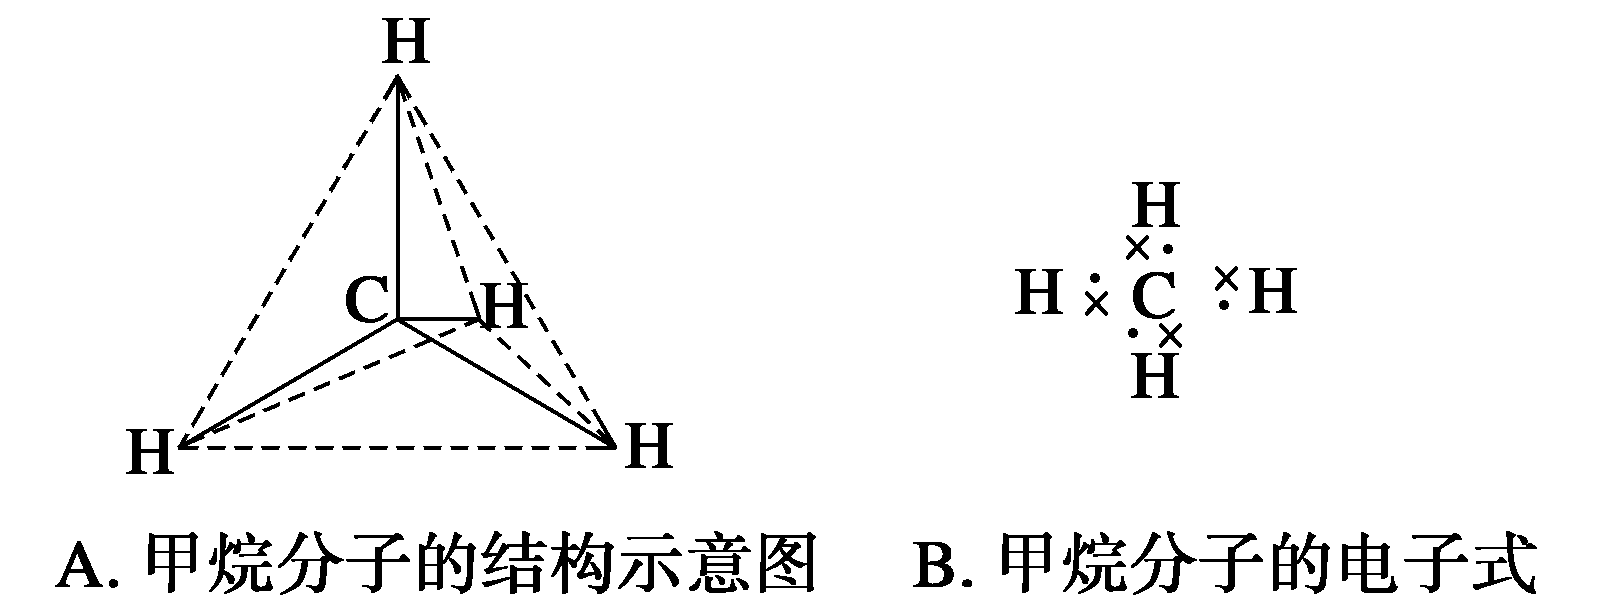 H
C H
H H
A. 甲烷分子的结构示意图
H
× ·
H · × C × · H
· ×
H
B. 甲烷分子的电子式